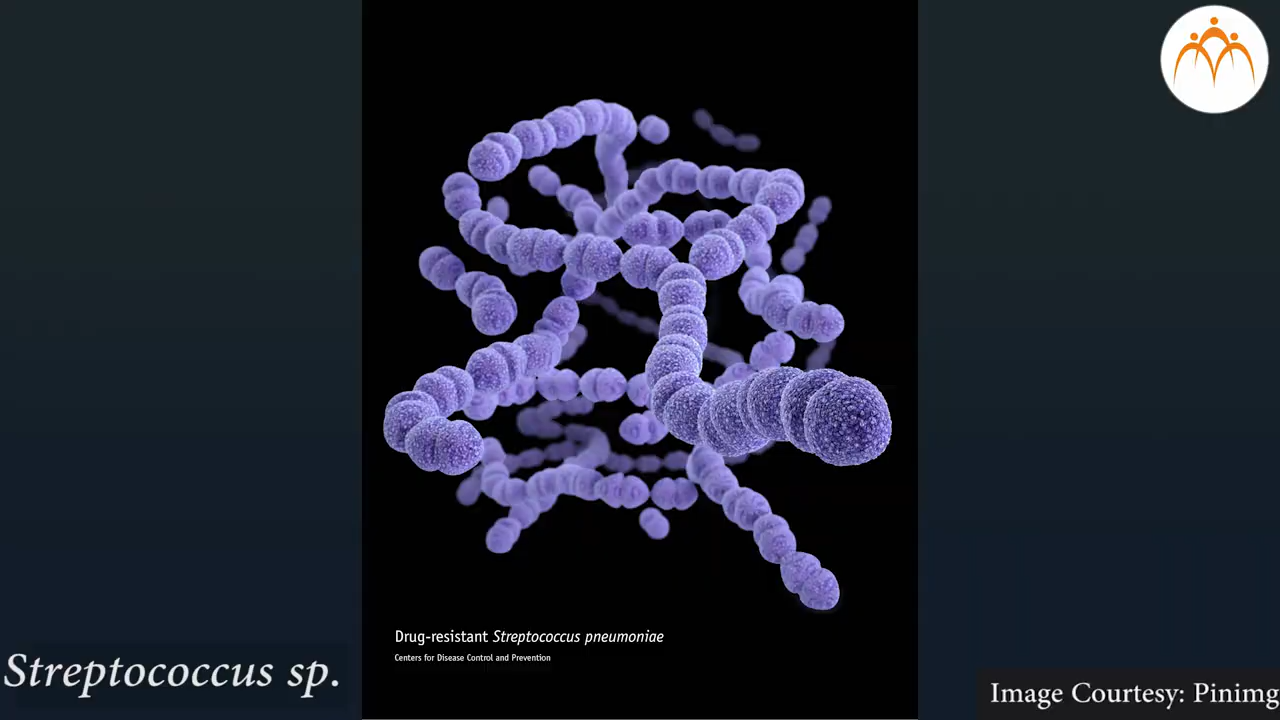 Drug-resistant Streptococcus pneumoniae
Centers for Disease Control and Prevention
Streptococcus sp.
Image Courtesy: Pinimg